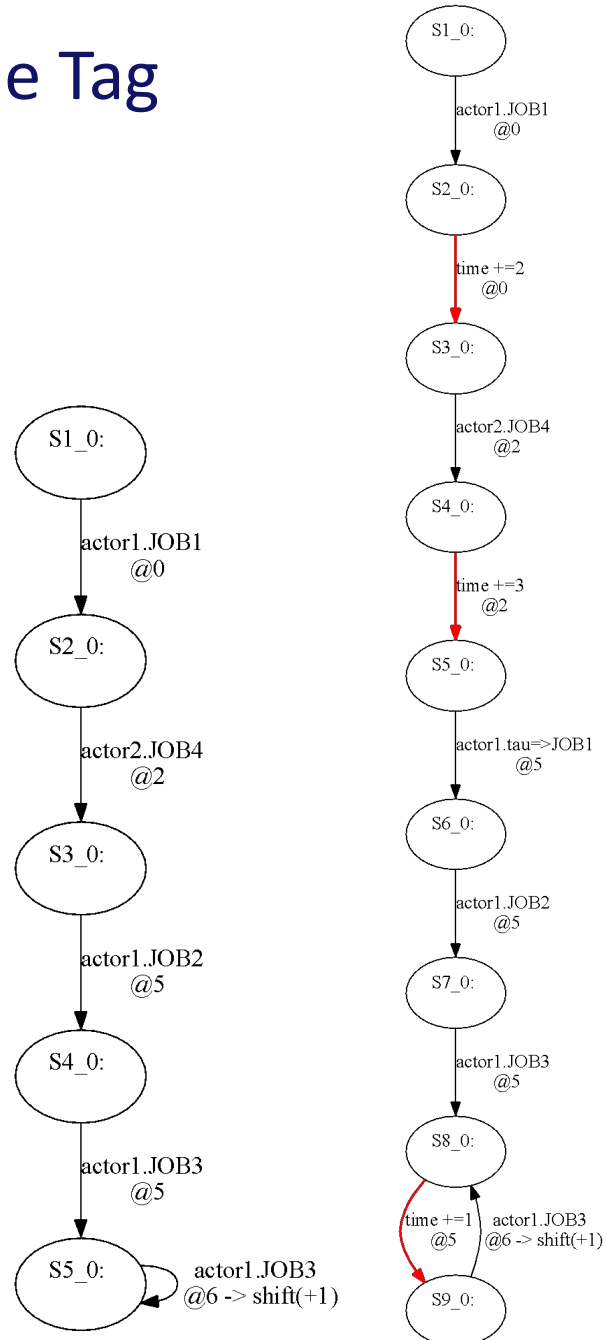 e Tag
S1_0:
actor1.JOB1
@0
S2_0:
actor2.JOB4
@2
S3_0:
actor1.JOB2
@5
S4_0:
actor1.JOB3
@5
S5_0:
actor1.JOB3
@6 -> shift(+1)
S1_0:
actor1.JOB1
@0
S2_0:
time +=2
@0
S3_0:
actor2.JOB4
@2
S4_0:
time +=3
@2
S5_0:
actor1.tau=>JOB1
@5
S6_0:
actor1.JOB2
@5
S7_0:
actor1.JOB3
@5
S8_0:
time +=1
@5
actor1.JOB3
@6 -> shift(+1)
S9_0: